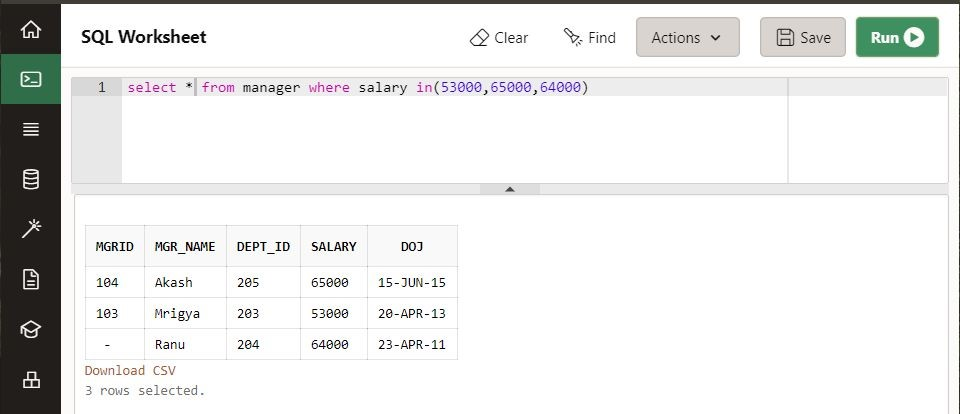 SQL Worksheet Clear Find Actions Save Run
1 select * from manager where salary in(53000,65000,64000)
MGRID MGR_NAME DEPT_ID SALARY DOJ
104 Akash 205 65000 15-JUN-15
103 Mrigya 203 53000 20-APR-13
- Ranu 204 64000 23-APR-11
Download CSV
3 rows selected.